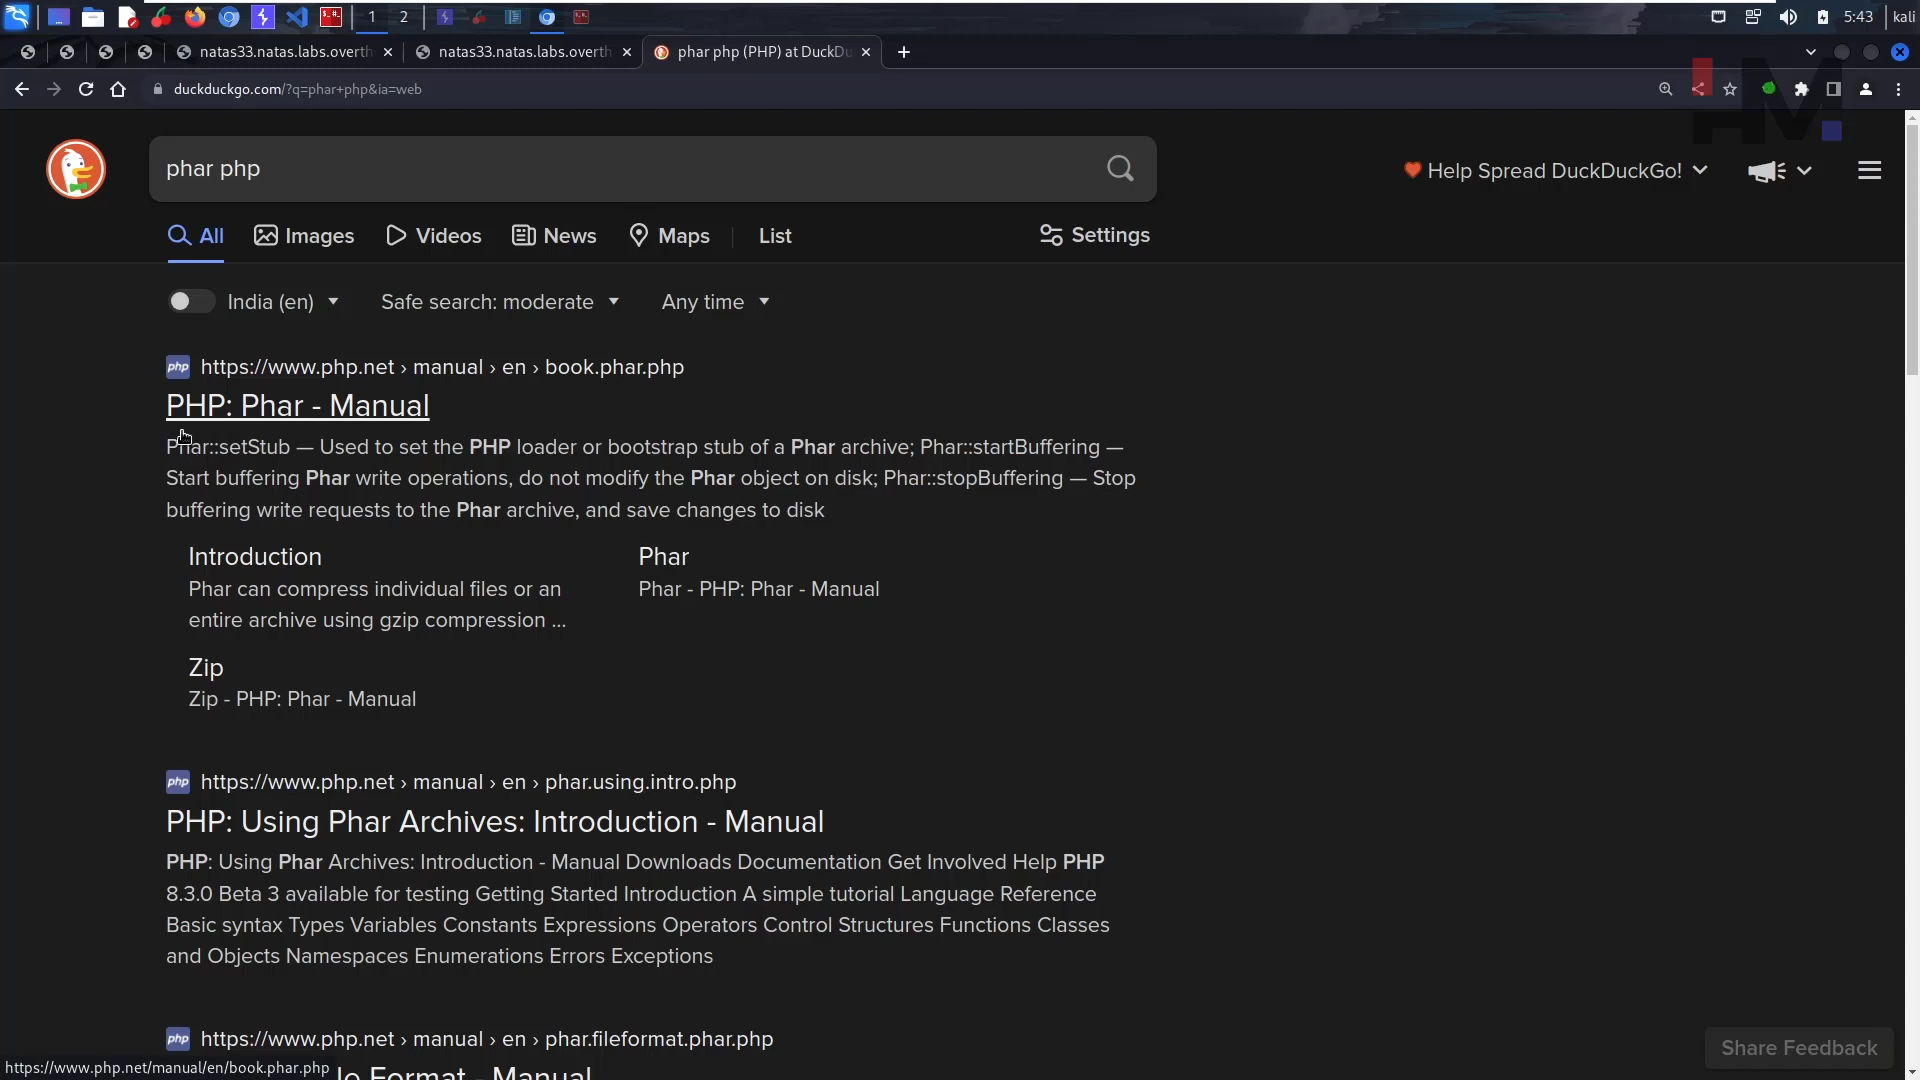 1 2 5:43 kali
natas33.natas.labs.overth natas33.natas.labs.overth phar php (PHP) at DuckDu
duckduckgo.com/?q=phar+php&ia=web
HM
phar php
Help Spread DuckDuckGo!
All Images Videos News Maps List Settings
India (en) Safe search: moderate Any time
php https://www.php.net › manual › en › book.phar.php
PHP: Phar - Manual
Phar::setStub — Used to set the PHP loader or bootstrap stub of a Phar archive; Phar::startBuffering —
Start buffering Phar write operations, do not modify the Phar object on disk; Phar::stopBuffering — Stop
buffering write requests to the Phar archive, and save changes to disk
Introduction
Phar can compress individual files or an
entire archive using gzip compression ...
Phar
Phar - PHP: Phar - Manual
Zip
Zip - PHP: Phar - Manual
php https://www.php.net › manual › en › phar.using.intro.php
PHP: Using Phar Archives: Introduction - Manual
PHP: Using Phar Archives: Introduction - Manual Downloads Documentation Get Involved Help PHP
8.3.0 Beta 3 available for testing Getting Started Introduction A simple tutorial Language Reference
Basic syntax Types Variables Constants Expressions Operators Control Structures Functions Classes
and Objects Namespaces Enumerations Errors Exceptions
php https://www.php.net › manual › en › phar.fileformat.phar.php
Format - Manual
Share Feedback
https://www.php.net/manual/en/book.phar.php